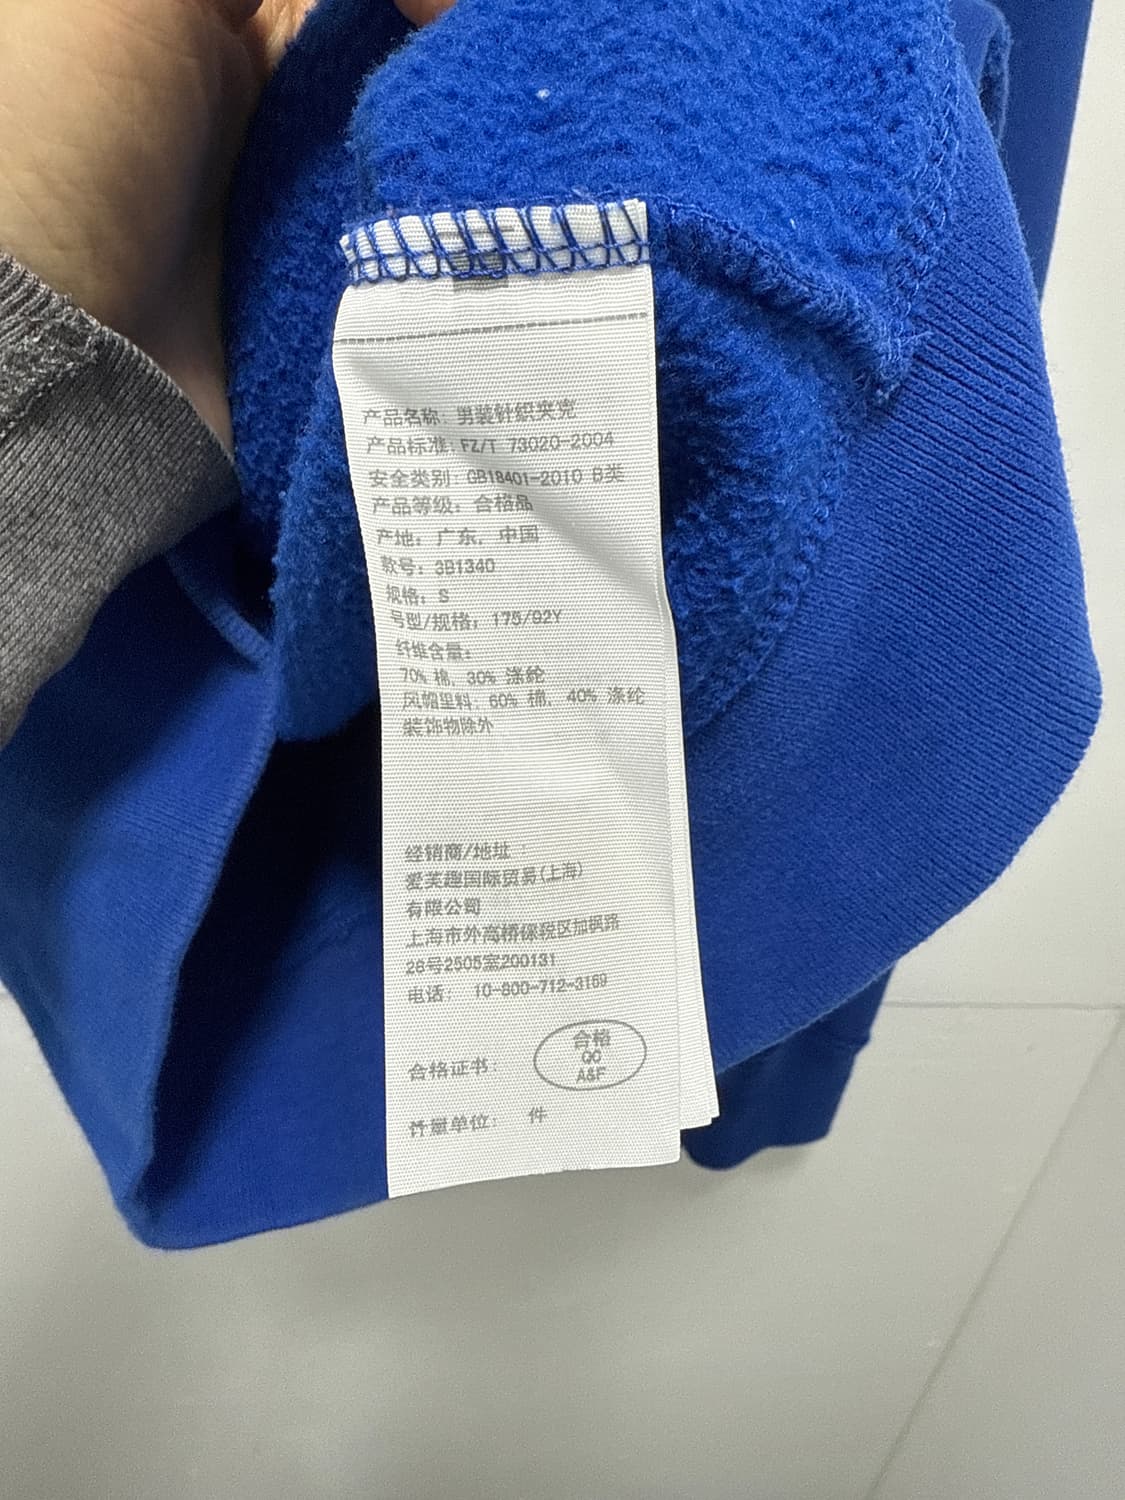 产品名称: 男装针织夹克
产品标准: FZ/T 73020-2004
安全类别: GB18401-2010 B类
产品等级: 合格品
产地: 广东, 中国
款号: 3B1340
规格: S
号型/规格: 175/92Y
纤维含量:
70% 棉, 30% 涤纶
风帽里料: 60% 棉, 40% 涤纶
装饰物除外
经销商/地址:
爱芙趣国际贸易(上海)
有限公司
上海市外高桥保税区加枫路
26号2505室200131
电话: 10-800-712-3169
合格证书:
合格
QC
A&F
计量单位: 件